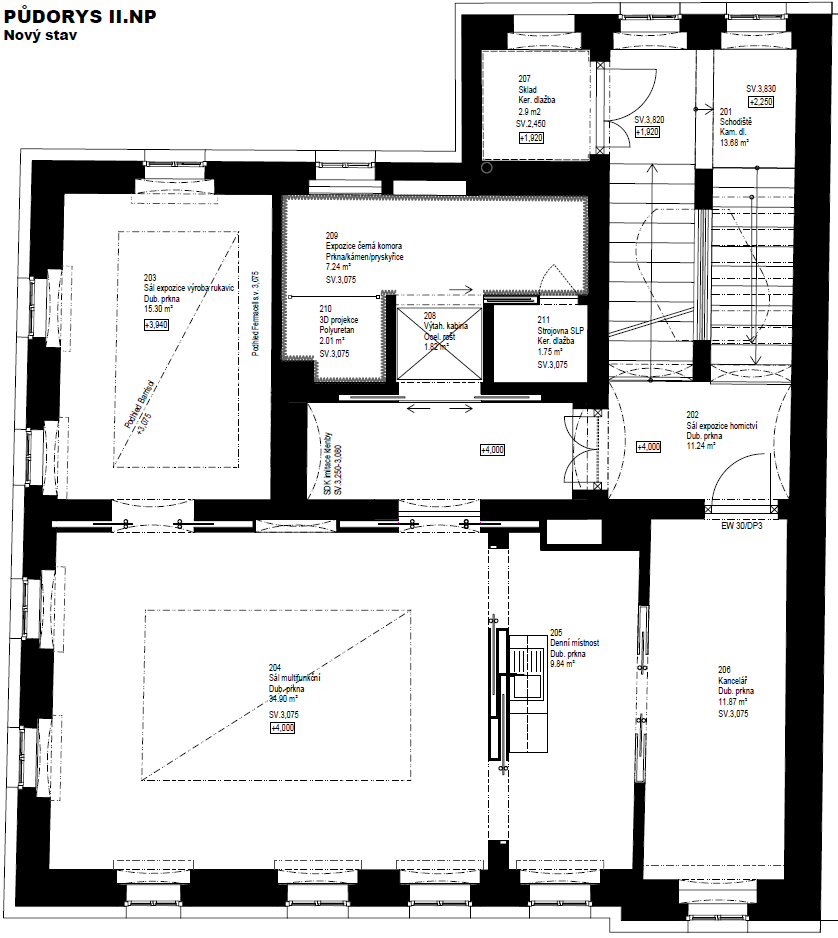 PŮDORYS II.NP
Nový stav
207
Sklad
Ker. dlažba
2.9 m2
SV.2,450
+1,920
SV.3,820
+1,920
SV.3,830
+2,250
201
Schodiště
Kam. dl.
13.68 m²
203
Sál expozice výroba rukavic
Dub. prkna
15.30 m²
+3,940
Podhled Fermacell s.v. 3,075
Podhled Barrisol
+3,075
209
Expozice černá komora
Prkna/kámen/pryskyřice
7.24 m²
SV.3,075
210
3D projekce
Polyuretan
2.01 m²
SV.3,075
208
Výtah. kabina
Ocel. rošt
1.82 m²
211
Strojovna SLP
Ker. dlažba
1.75 m²
SV.3,075
SDK imitace klenby
SV.3,250-3,080
+4,000
+4,000
202
Sál expozice hornictví
Dub. prkna
11.24 m²
EW 30/DP3
204
Sál multifunkční
Dub. prkna
34.90 m²
SV.3,075
+4,000
205
Denní místnost
Dub. prkna
9.84 m²
206
Kancelář
Dub. prkna
11.87 m²
SV.3,075